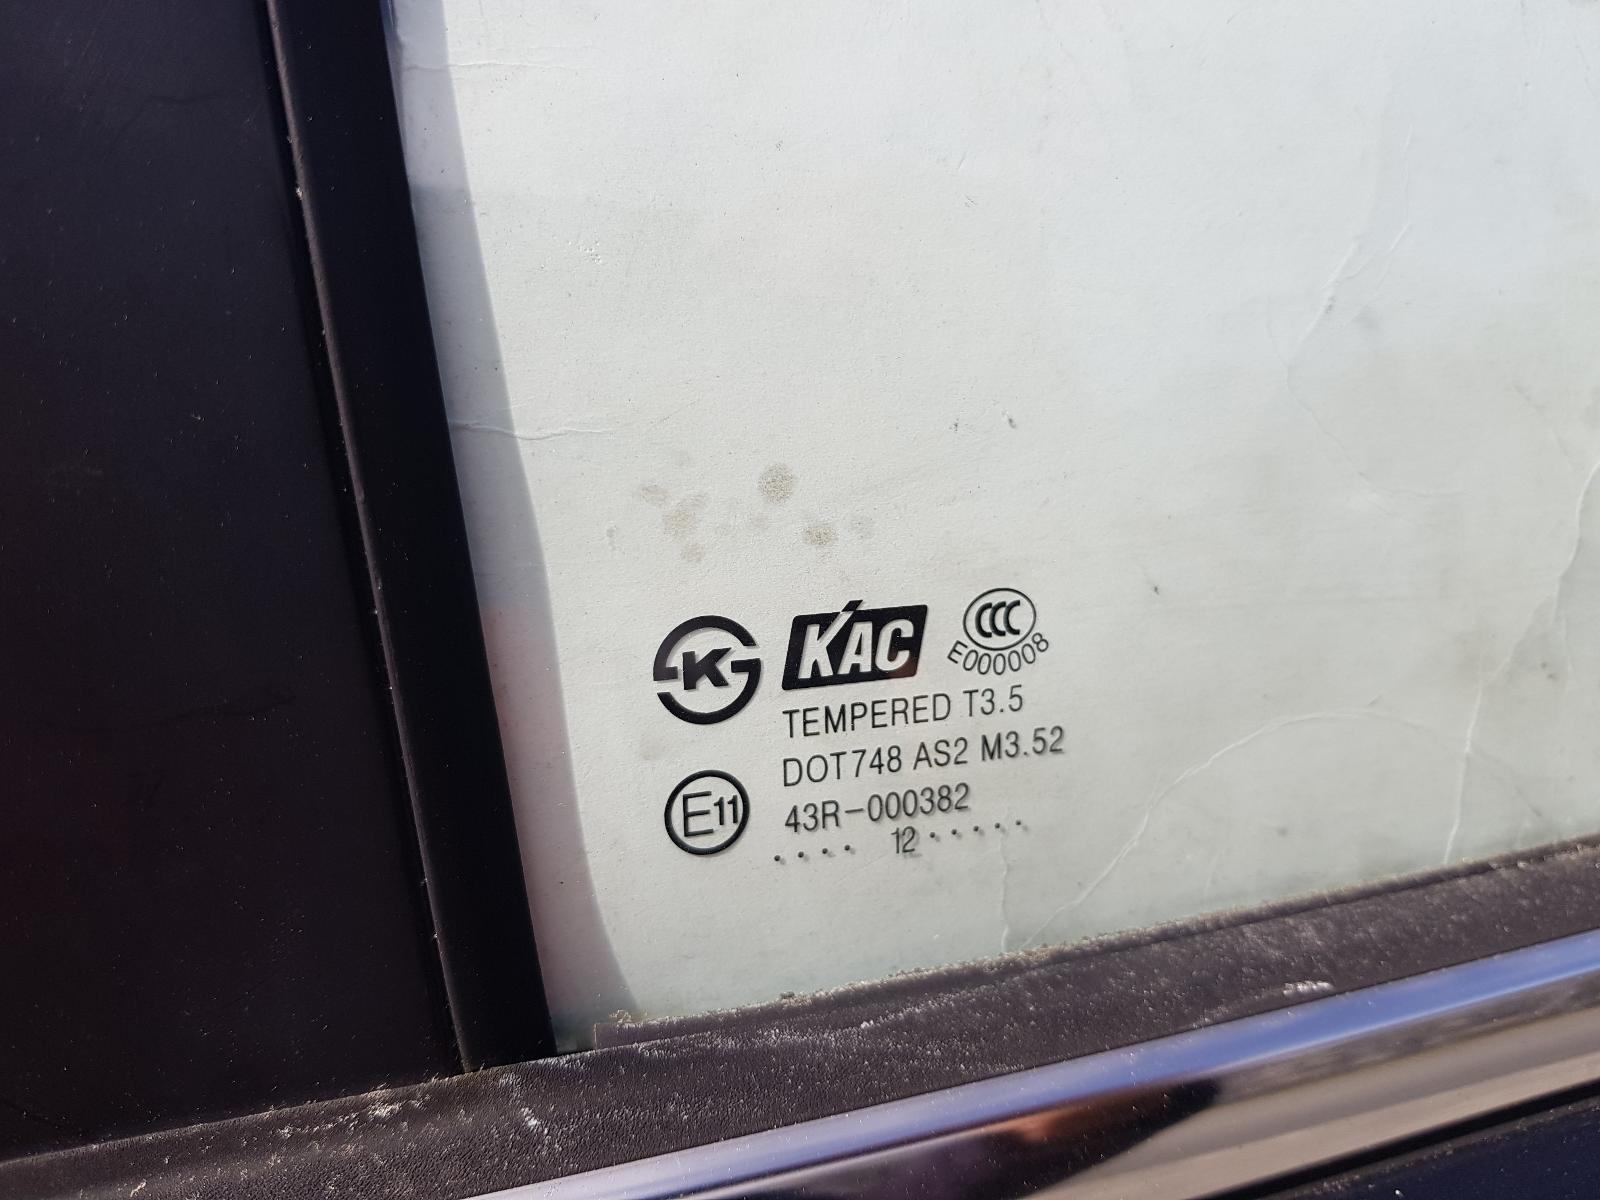 K KAC CCC
E000008
TEMPERED T3.5
DOT748 AS2 M3.52
E11 43R-000382
.... 12 .....